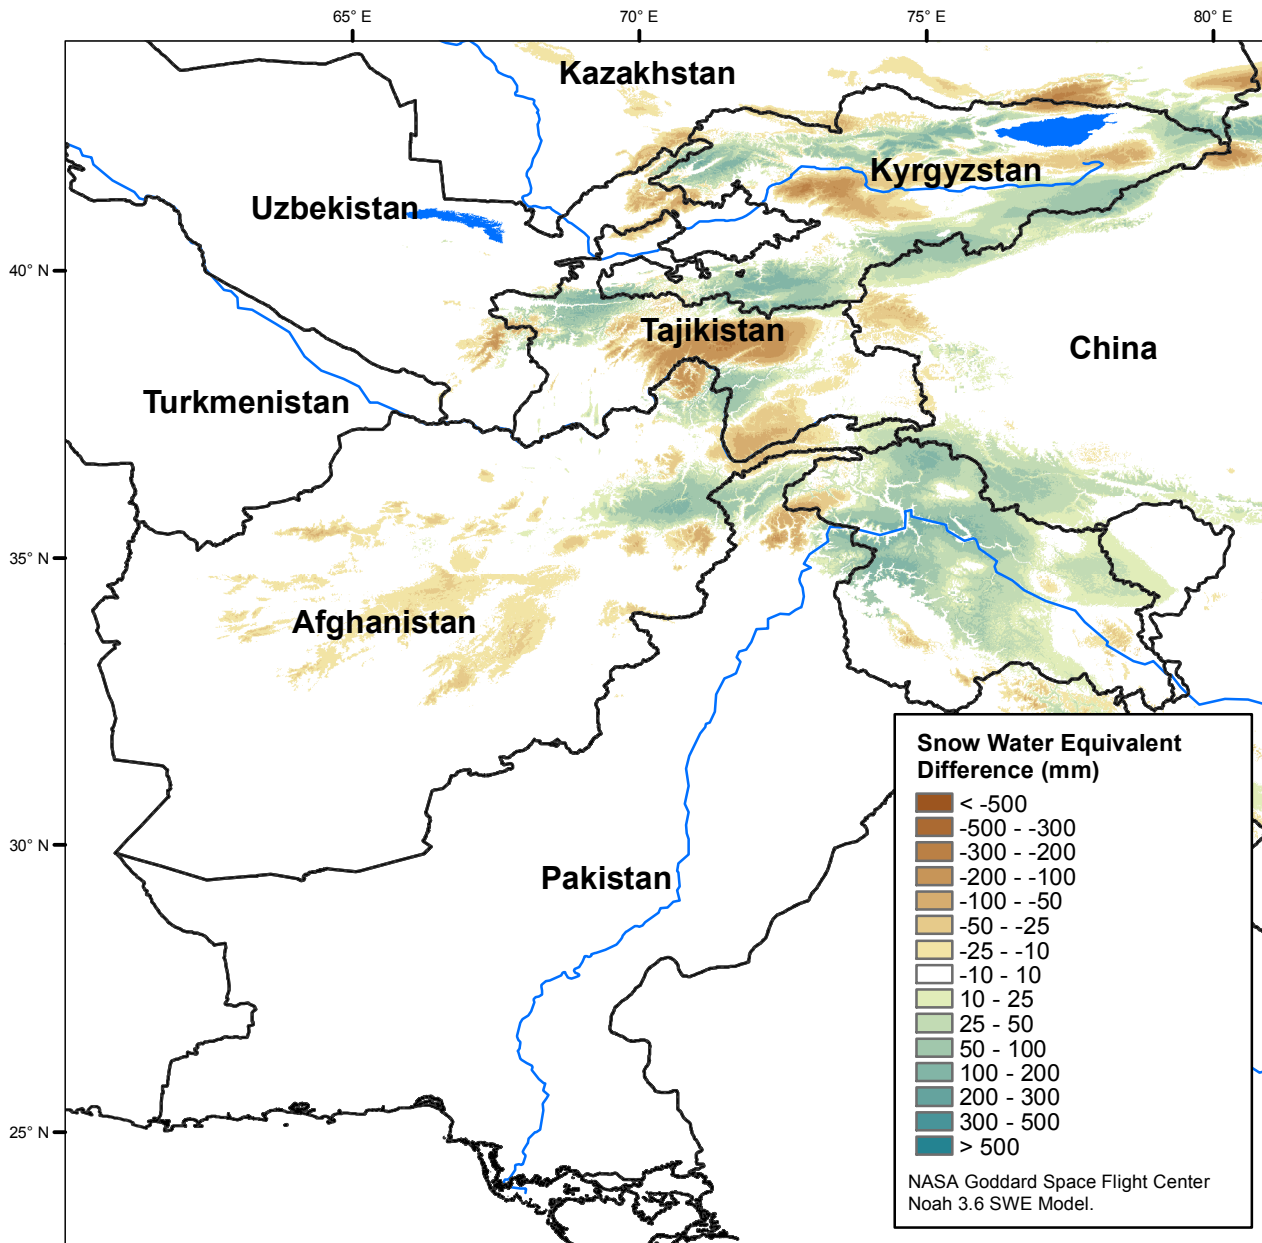 65° E
70° E
75° E
80° E
Kazakhstan
Kyrgyzstan
Uzbekistan
40° N
Tajikistan
China
Turkmenistan
35° N
Afghanistan
Snow Water Equivalent
Difference (mm)
< -500
-500 - -300
-300 - -200
-200 - -100
-100 - -50
-50 - -25
-25 - -10
-10 - 10
10 - 25
25 - 50
50 - 100
100 - 200
200 - 300
300 - 500
> 500
NASA Goddard Space Flight Center
Noah 3.6 SWE Model.
30° N
Pakistan
25° N